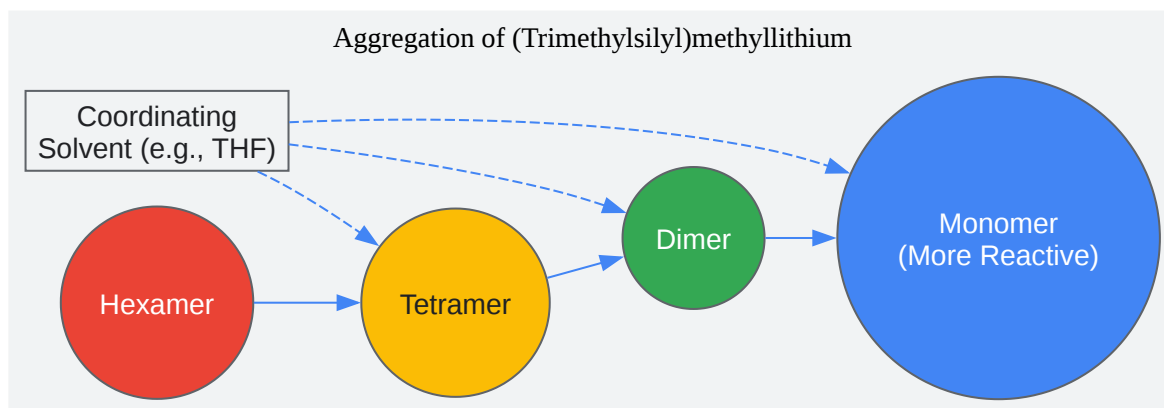 Aggregation of (Trimethylsilyl)methyllithium
Coordinating
Solvent (e.g., THF)
Hexamer
Tetramer
Dimer
Monomer
(More Reactive)